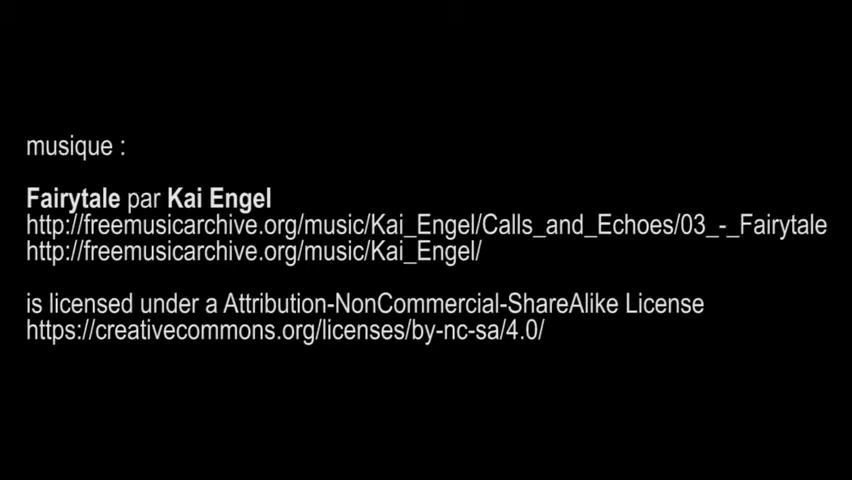 musique :
Fairytale par Kai Engel
http://freemusicarchive.org/music/Kai_Engel/Calls_and_Echoes/03_-_Fairytale
http://freemusicarchive.org/music/Kai_Engel/
is licensed under a Attribution-NonCommercial-ShareAlike License
https://creativecommons.org/licenses/by-nc-sa/4.0/